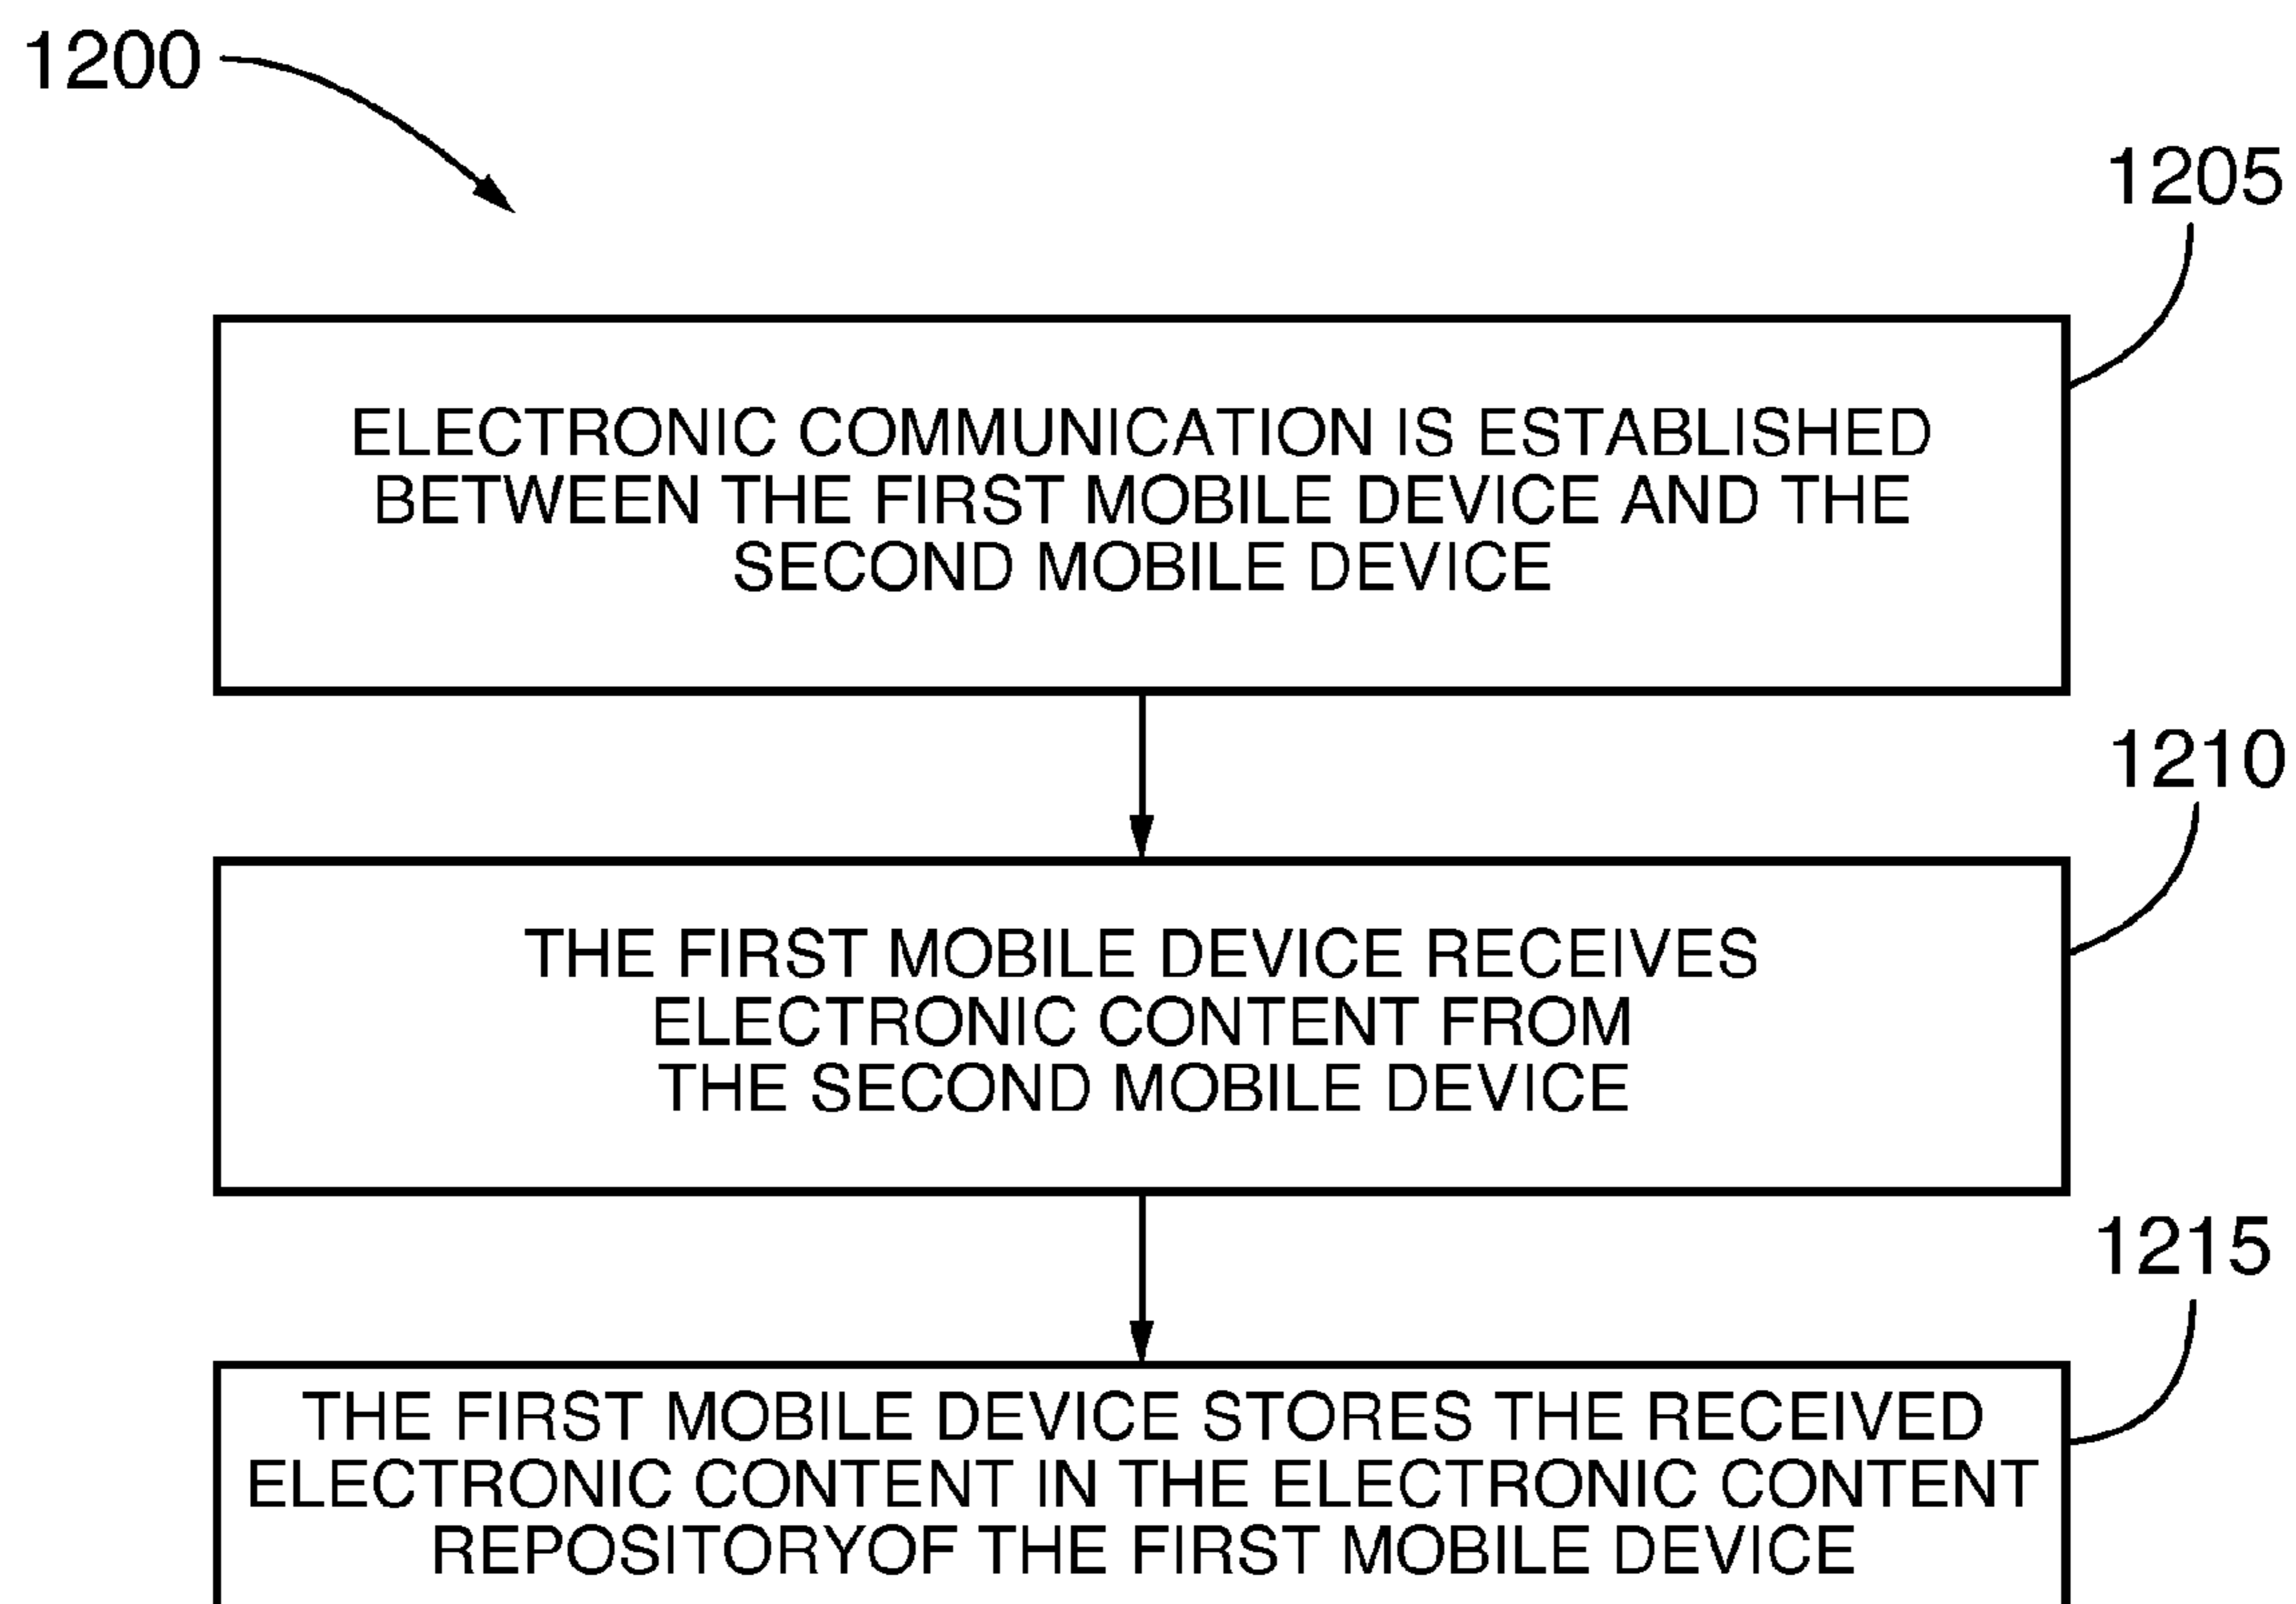 1200
1205
ELECTRONIC COMMUNICATION IS ESTABLISHED
BETWEEN THE FIRST MOBILE DEVICE AND THE
SECOND MOBILE DEVICE
1210
THE FIRST MOBILE DEVICE RECEIVES
ELECTRONIC CONTENT FROM
THE SECOND MOBILE DEVICE
1215
THE FIRST MOBILE DEVICE STORES THE RECEIVED
ELECTRONIC CONTENT IN THE ELECTRONIC CONTENT
REPOSITORYOF THE FIRST MOBILE DEVICE